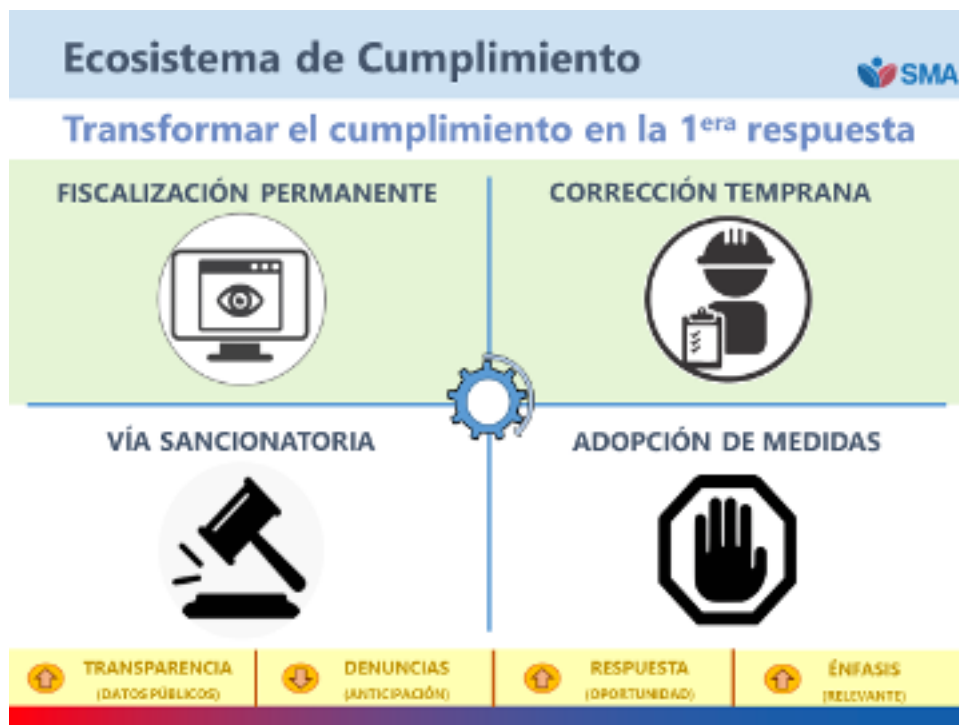 Ecosistema de Cumplimiento
SMA
Transformar el cumplimiento en la 1era respuesta
FISCALIZACIÓN PERMANENTE
CORRECCIÓN TEMPRANA
VÍA SANCIONATORIA
ADOPCIÓN DE MEDIDAS
TRANSPARENCIA
(DATOS PÚBLICOS)
DENUNCIAS
(ANTICIPACIÓN)
RESPUESTA
(OPORTUNIDAD)
ÉNFASIS
(RELEVANTE)